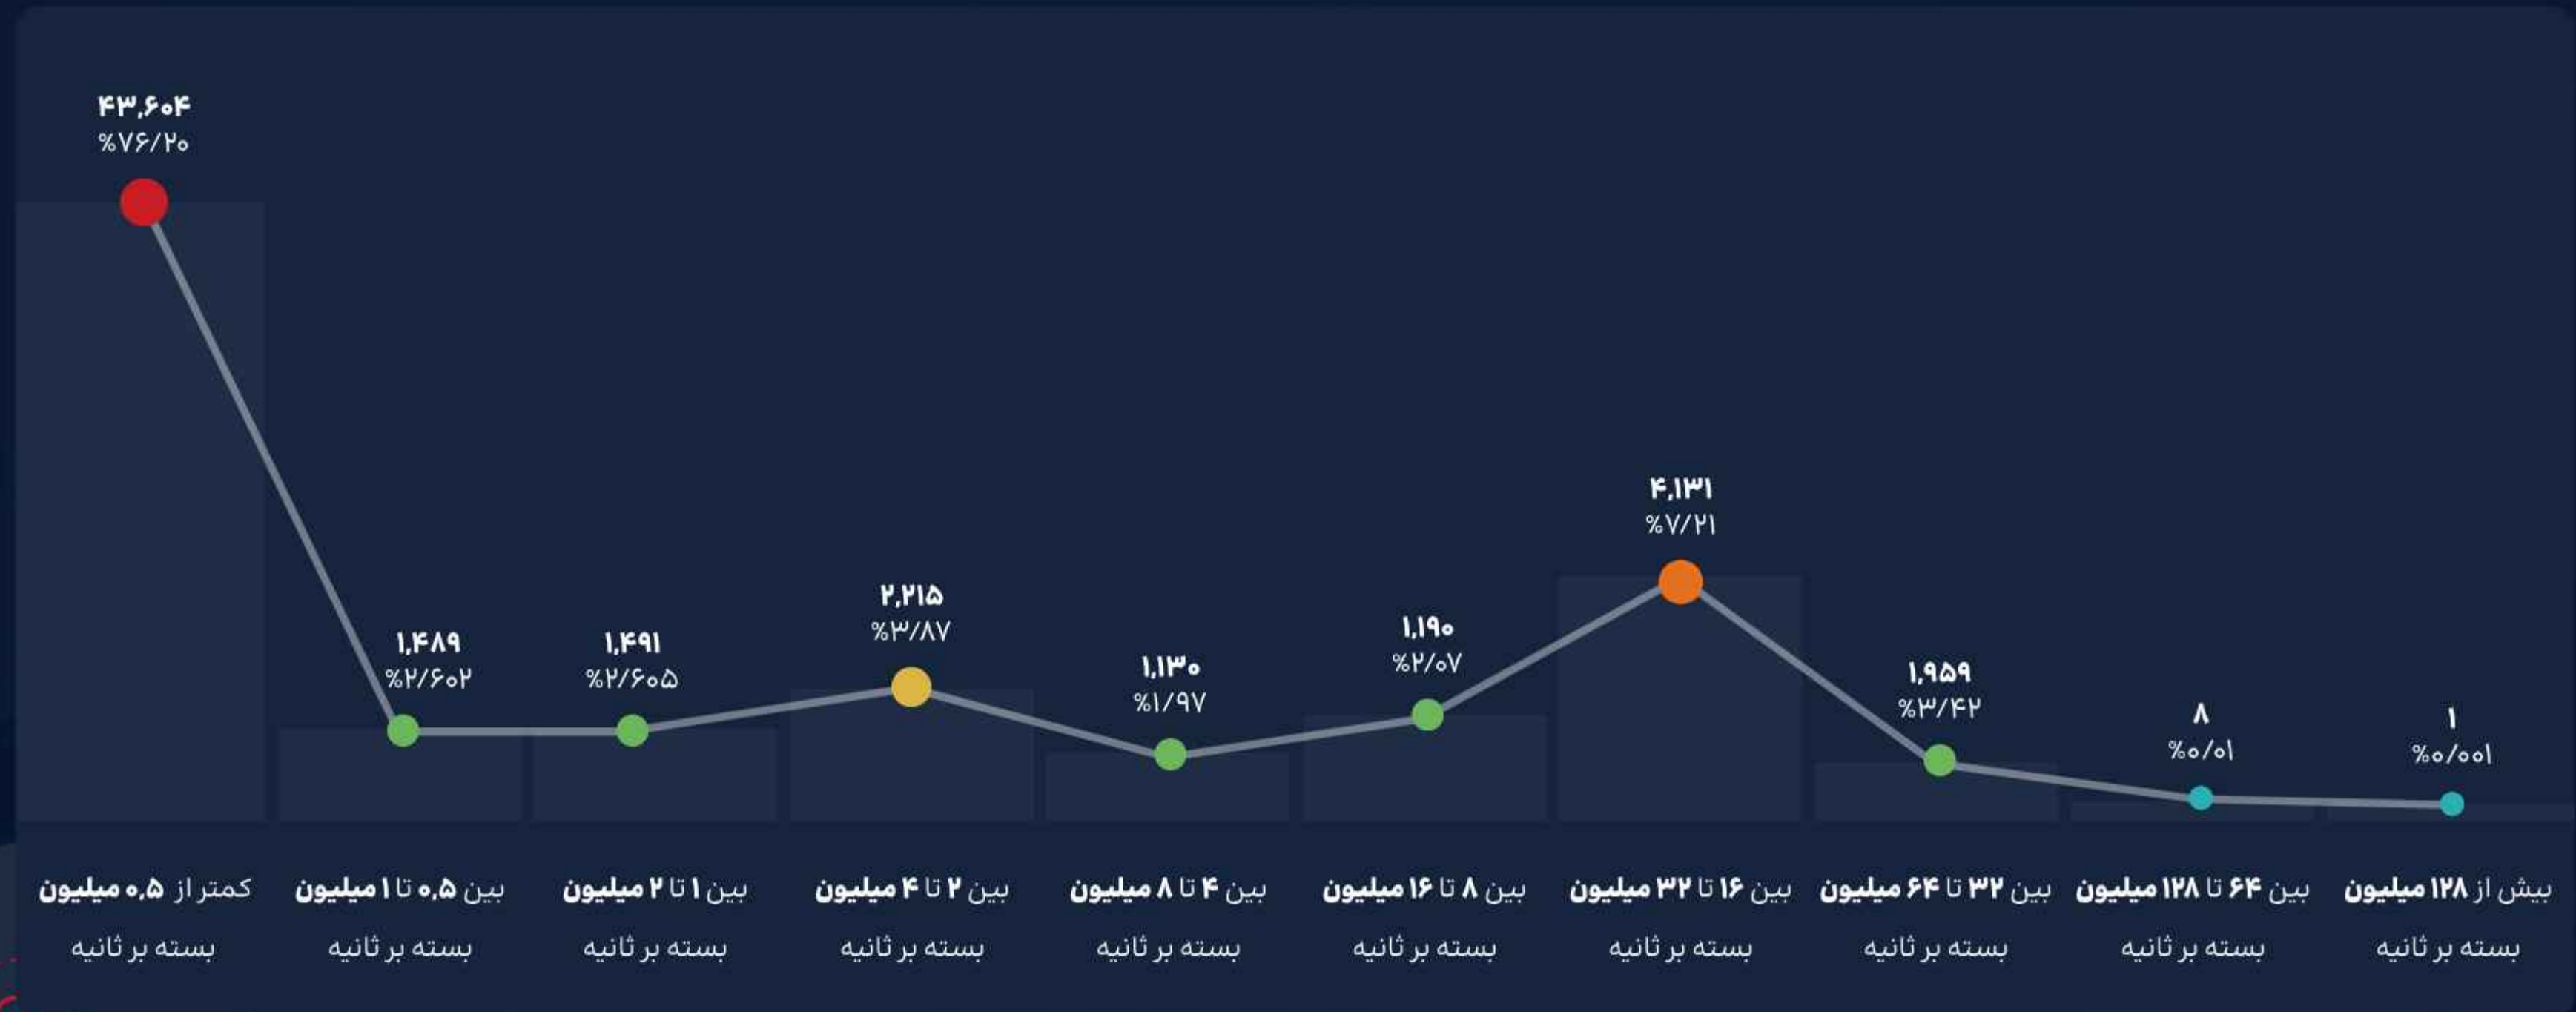 ۴۳,۶۰۴
%۷۶/۲۰
۱,۴۸۹
%۲/۶۰۲
۱,۴۹۱
%۲/۶۰۵
۲,۲۱۵
%۳/۸۷
۱,۱۳۰
%۱/۹۷
۱,۱۹۰
%۲/۰۷
۴,۱۳۱
%۷/۲۱
۱,۹۵۹
%۳/۴۲
۸
%۰/۰۱
۱
%۰/۰۰۱
کمتر از ۰,۵ میلیون
بسته بر ثانیه
بین ۰,۵ تا ۱ میلیون
بسته بر ثانیه
بین ۱ تا ۲ میلیون
بسته بر ثانیه
بین ۲ تا ۴ میلیون
بسته بر ثانیه
بین ۴ تا ۸ میلیون
بسته بر ثانیه
بین ۸ تا ۱۶ میلیون
بسته بر ثانیه
بین ۱۶ تا ۳۲ میلیون
بسته بر ثانیه
بین ۳۲ تا ۶۴ میلیون
بسته بر ثانیه
بین ۶۴ تا ۱۲۸ میلیون
بسته بر ثانیه
بیش از ۱۲۸ میلیون
بسته بر ثانیه